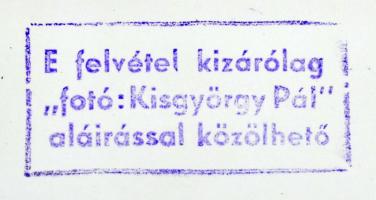 E felvétel kizárólag
„fotó: Kisgyörgy Pál"
aláírással közölhető